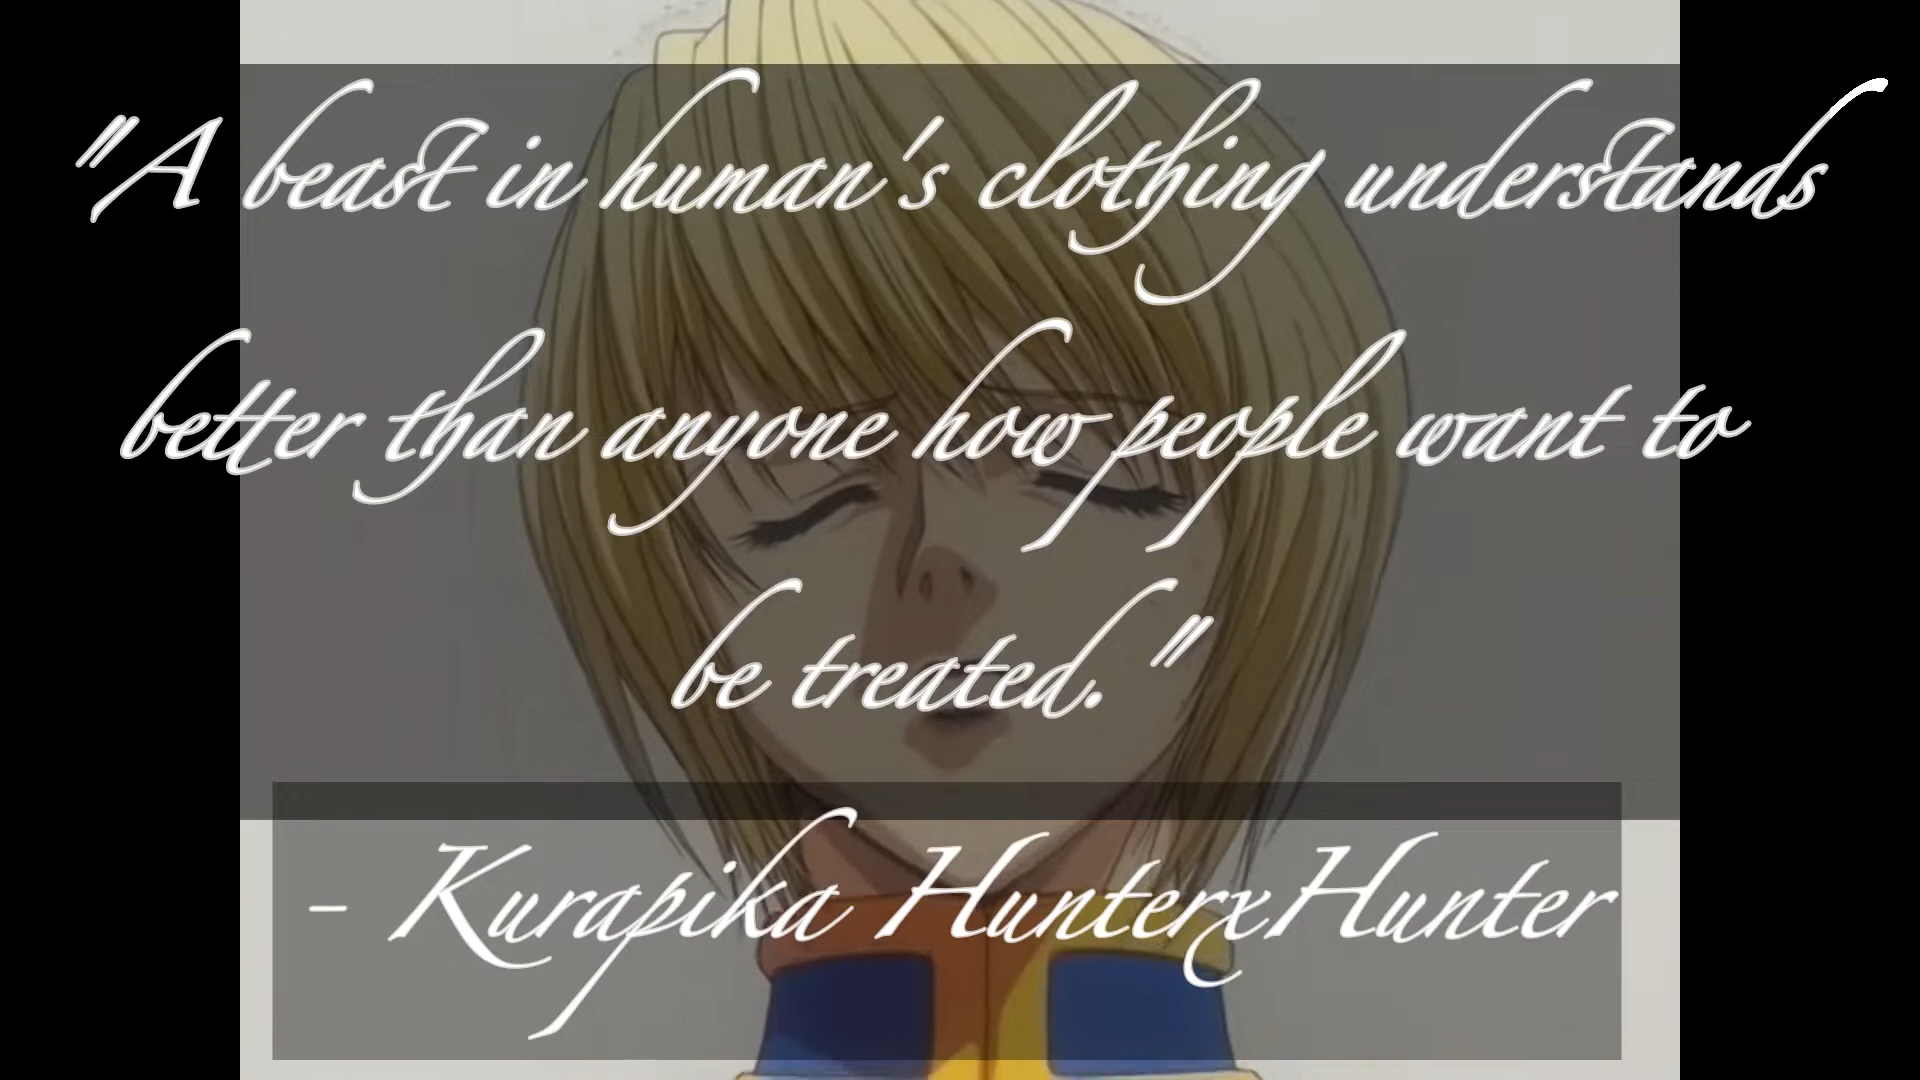 "A beast in human's clothing understands
better than anyone how people want to
be treated."
- Kurapika HunterxHunter